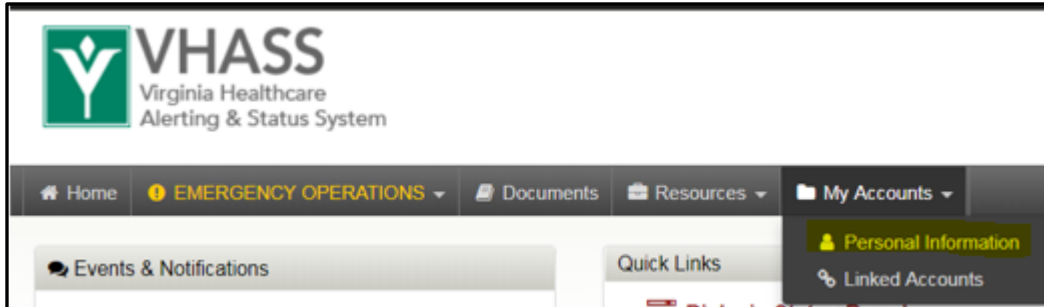 VHASS
Virginia Healthcare
Alerting & Status System
Home EMERGENCY OPERATIONS Documents Resources My Accounts
Personal Information
Linked Accounts
Events & Notifications
Quick Links